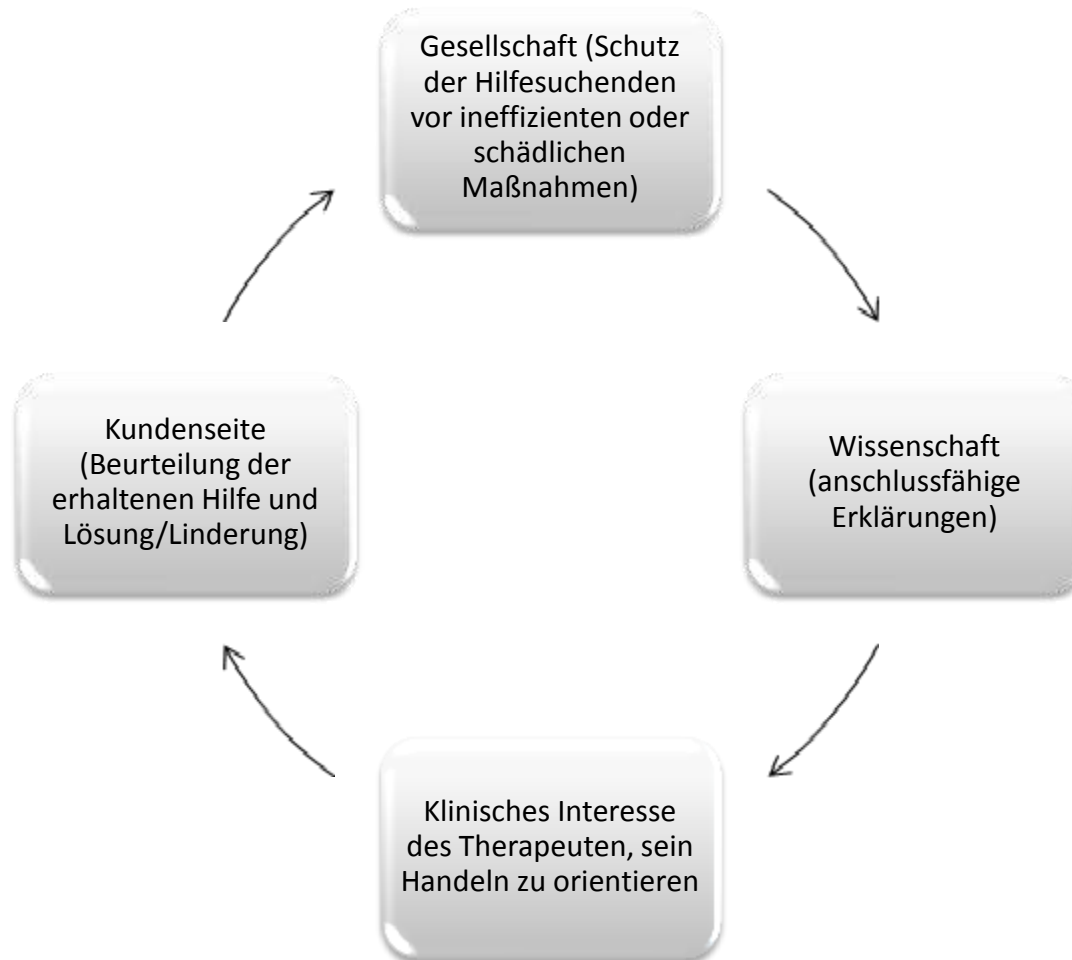 Gesellschaft (Schutz
der Hilfesuchenden
vor ineffizienten oder
schädlichen
Maßnahmen)
Wissenschaft
(anschlussfähige
Erklärungen)
Klinisches Interesse
des Therapeuten, sein
Handeln zu orientieren
Kundenseite
(Beurteilung der
erhaltenen Hilfe und
Lösung/Linderung)